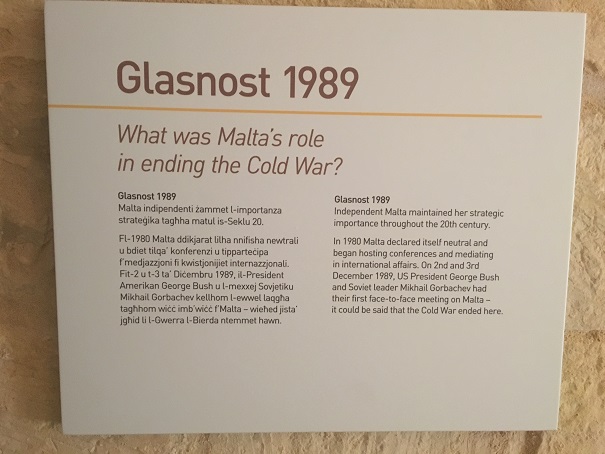 Glasnost 1989
What was Malta's role
in ending the Cold War?
Glasnost 1989
Malta indipendenti żammet l-importanza
strateġika tagħha matul is-Seklu 20.
Fl-1980 Malta ddikjarat lilha nnifisha newtrali
u bdiet tilqa' konferenzi u tipparteċipa
f'medjazzjoni fi kwistjonijiet internazzjonali.
Fit-2 u t-3 ta' Diċembru 1989, il-President
Amerikan George Bush u l-mexxej Sovjetiku
Mikhail Gorbachev kellhom l-ewwel laqgħa
tagħhom wiċċ imb'wiċċ f'Malta – wieħed jista'
jgħid li l-Gwerra l-Bierda ntemmet hawn.
Glasnost 1989
Independent Malta maintained her strategic
importance throughout the 20th century.
In 1980 Malta declared itself neutral and
began hosting conferences and mediating
in international affairs. On 2nd and 3rd
December 1989, US President George Bush
and Soviet leader Mikhail Gorbachev had
their first face-to-face meeting on Malta –
it could be said that the Cold War ended here.